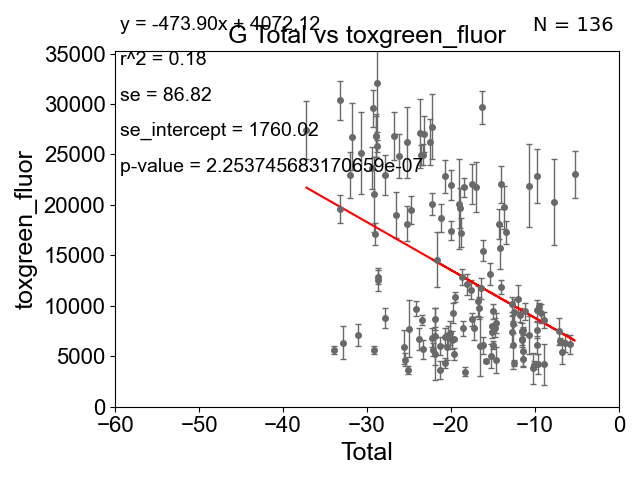 y = -473.90x + 4072.12
N = 136
G Total vs toxgreen_fluor
r^2 = 0.18
se = 86.82
se_intercept = 1760.02
p-value = 2.253745683170659e-07
35000
30000
25000
20000
15000
10000
5000
0
toxgreen_fluor
−60
−50
−40
−30
−20
−10
0
Total